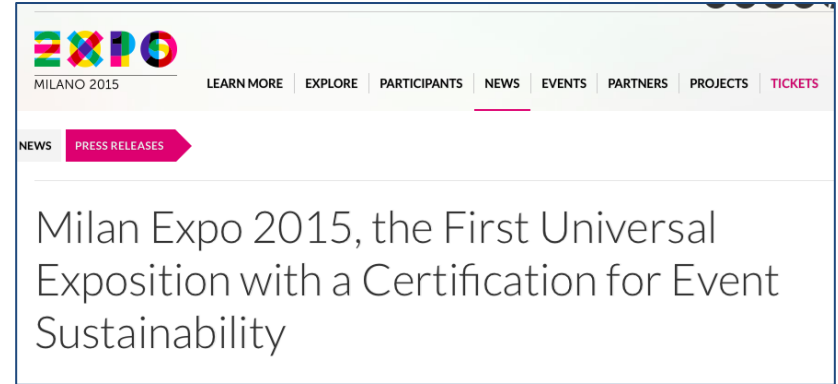 EXPO
MILANO 2015
LEARN MORE EXPLORE PARTICIPANTS NEWS EVENTS PARTNERS PROJECTS TICKETS
NEWS PRESS RELEASES
Milan Expo 2015, the First Universal
Exposition with a Certification for Event
Sustainability